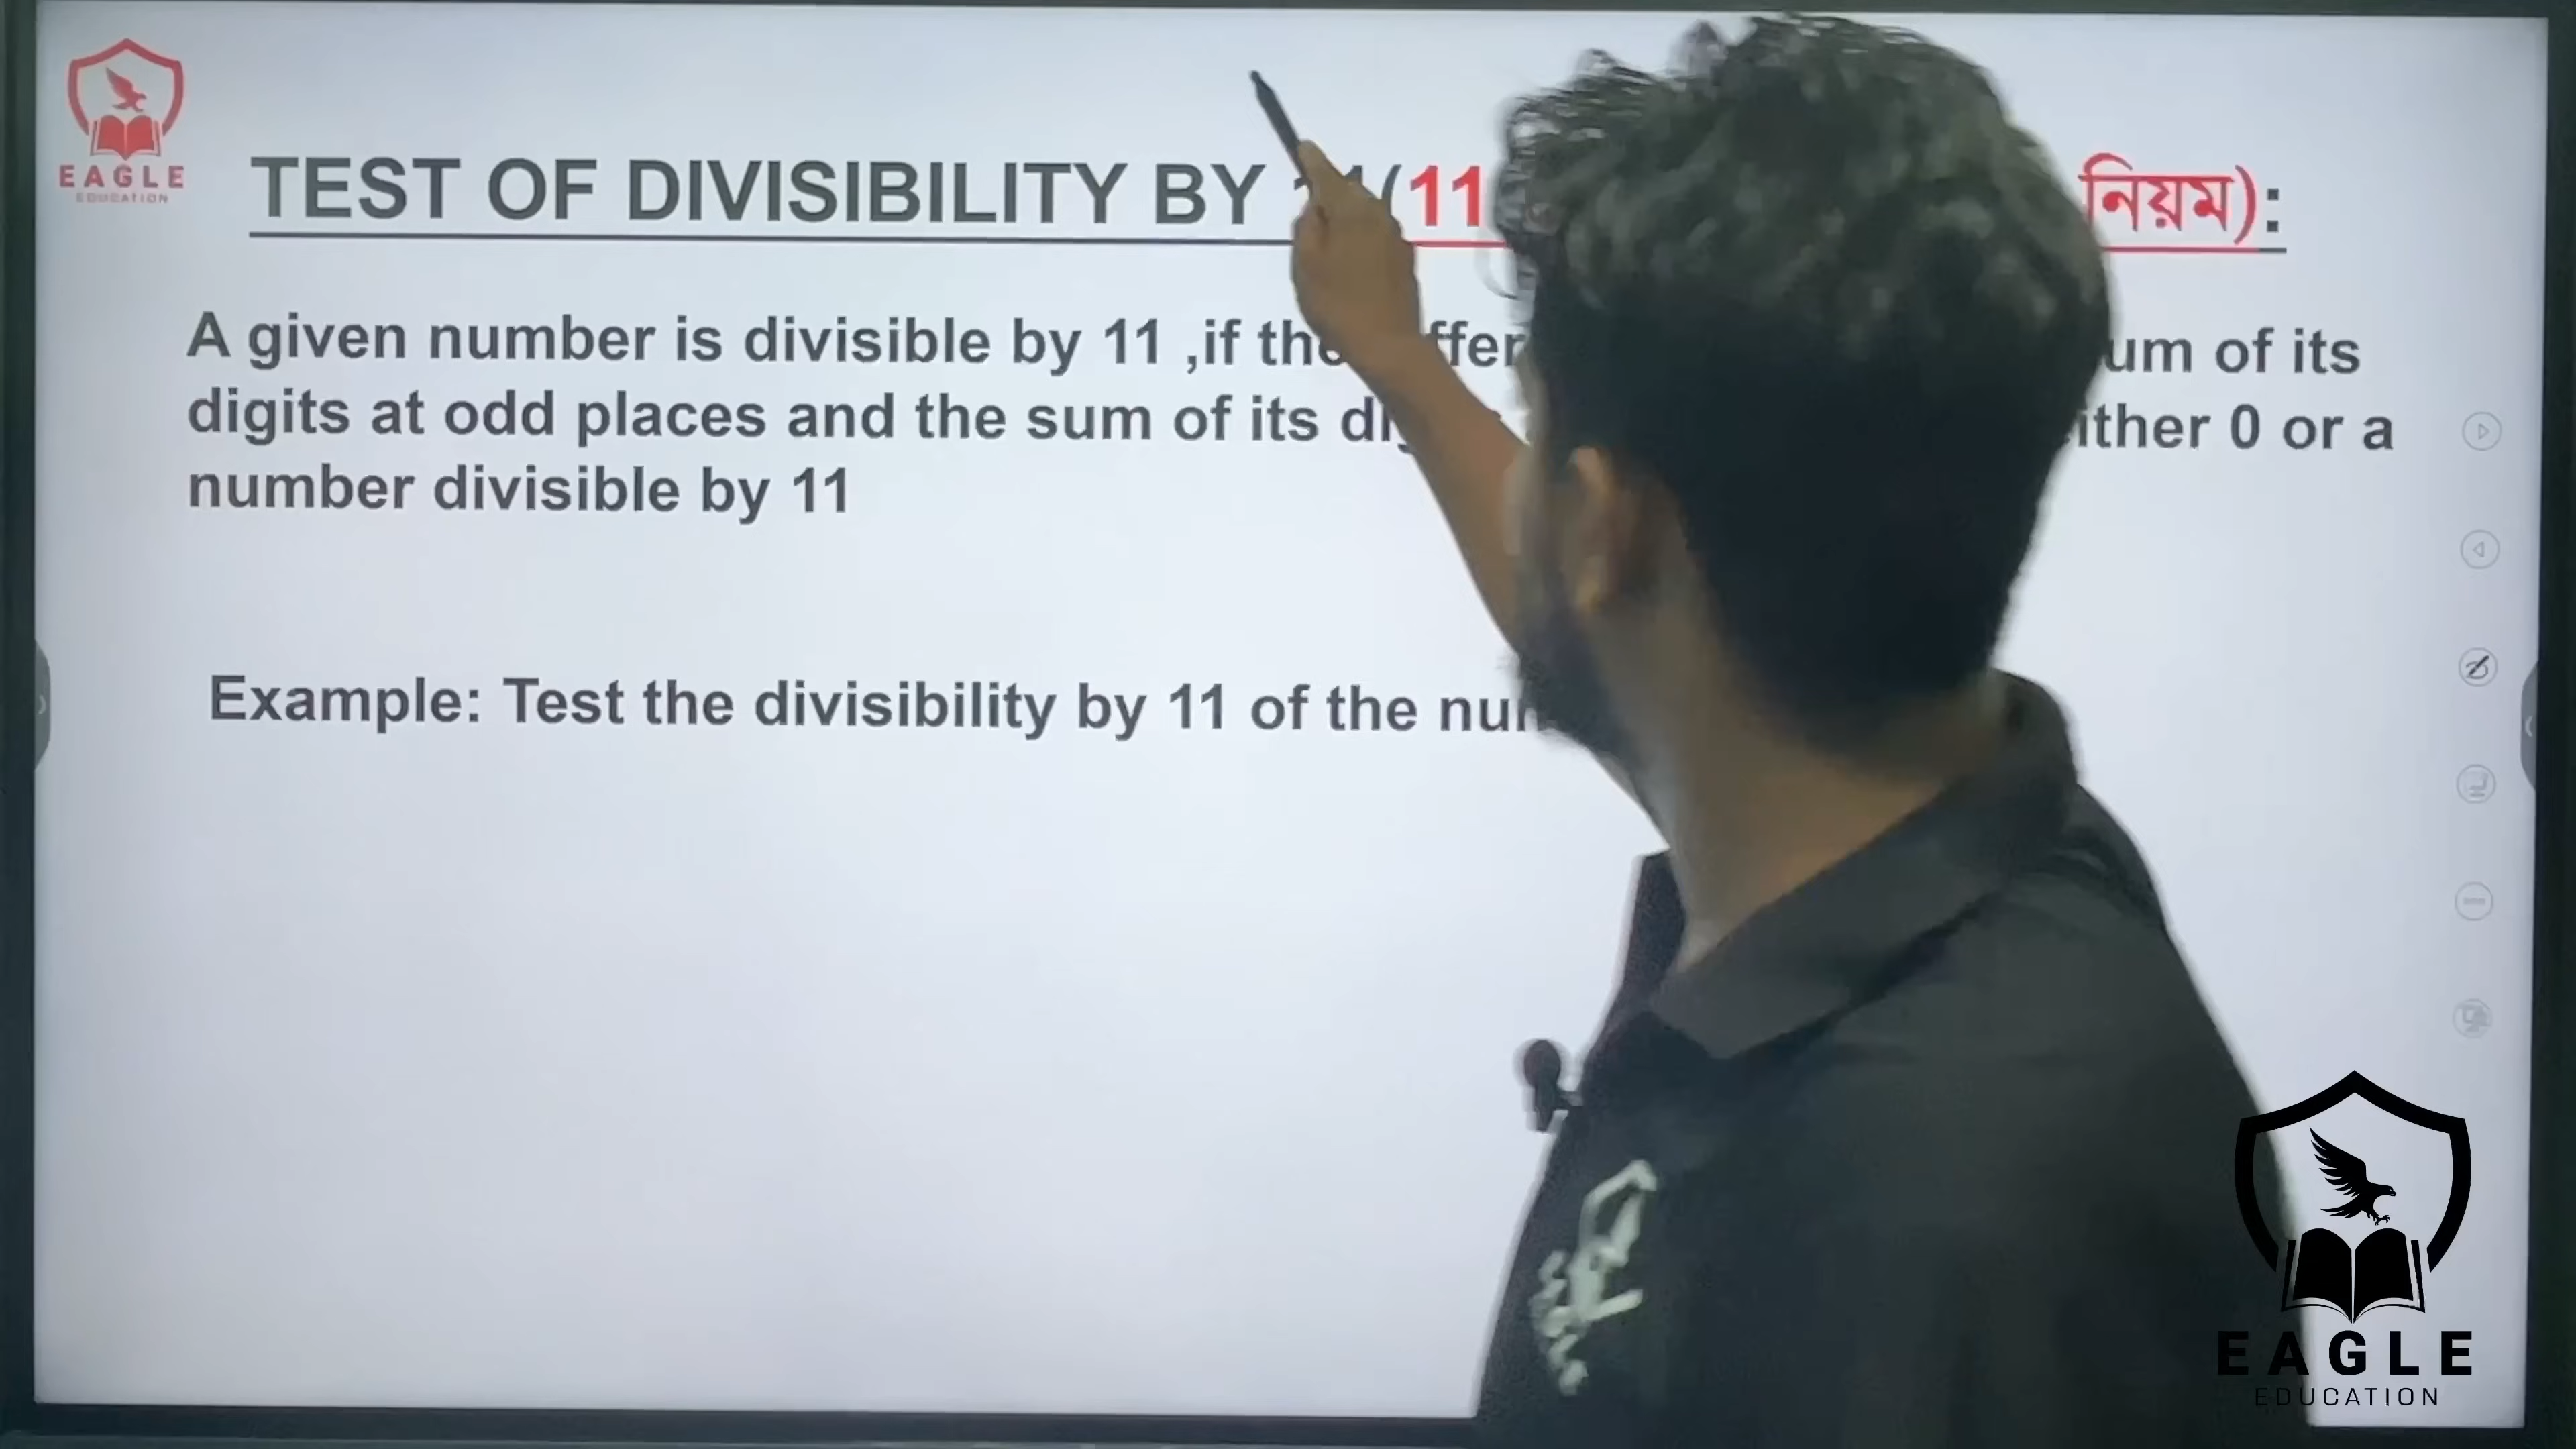 EAGLE
EDUCATION
TEST OF DIVISIBILITY BY (11 নিয়ম):
A given number is divisible by 11 ,if um of its
digits at odd places and the sum of its ither 0 or a
number divisible by 11
Example: Test the divisibility by 11 of the
EAGLE
EDUCATION